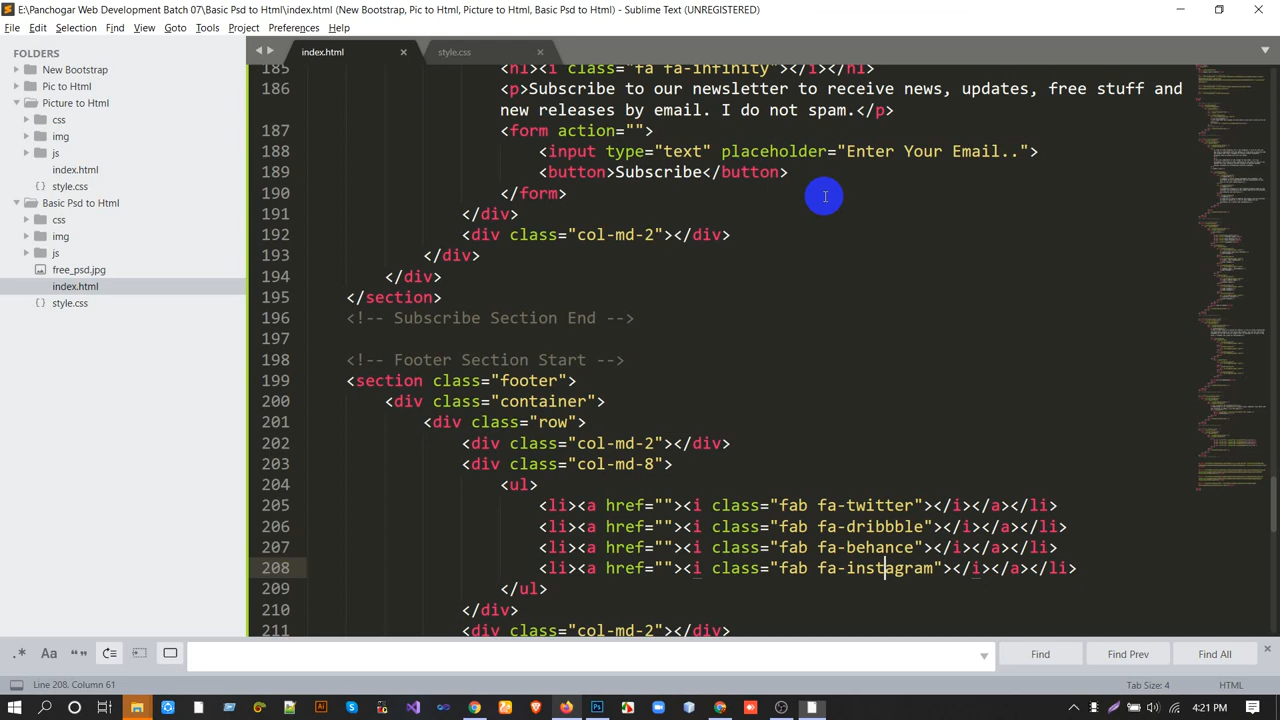 E:\Panchogar Web Development Batch 07\Basic Psd to Html\index.html (New Bootstrap, Pic to Html, Picture to Html, Basic Psd to Html) - Sublime Text (UNREGISTERED)
File Edit Selection Find View Goto Tools Project Preferences Help
FOLDERS
New Bootstrap
Pic to Html
Picture to Html
css
img
js
index.html
style.css
Basic Psd to Html
css
img
js
free_psd.jpg
index.html
style.css
index.html style.css
185 <h1><i class="fa fa-infinity"></i></h1>
186 <p>Subscribe to our newsletter to receive news, updates, free stuff and
new releases by email. I do not spam.</p>
187 <form action="">
188 <input type="text" placeholder="Enter Your Email..">
189 <button>Subscribe</button>
190 </form>
191 </div>
192 <div class="col-md-2"></div>
193 </div>
194 </div>
195 </section>
196 <!-- Subscribe Section End -->
197
198 <!-- Footer Section Start -->
199 <section class="footer">
200 <div class="container">
201 <div class="row">
202 <div class="col-md-2"></div>
203 <div class="col-md-8">
204 <ul>
205 <li><a href=""><i class="fab fa-twitter"></i></a></li>
206 <li><a href=""><i class="fab fa-dribbble"></i></a></li>
207 <li><a href=""><i class="fab fa-behance"></i></a></li>
208 <li><a href=""><i class="fab fa-instagram"></i></a></li>
209 </ul>
210 </div>
211 <div class="col-md-2"></div>
.* Aa “” Find Find Prev Find All
Line 208, Column 61 Tab Size: 4 HTML
4:21 PM